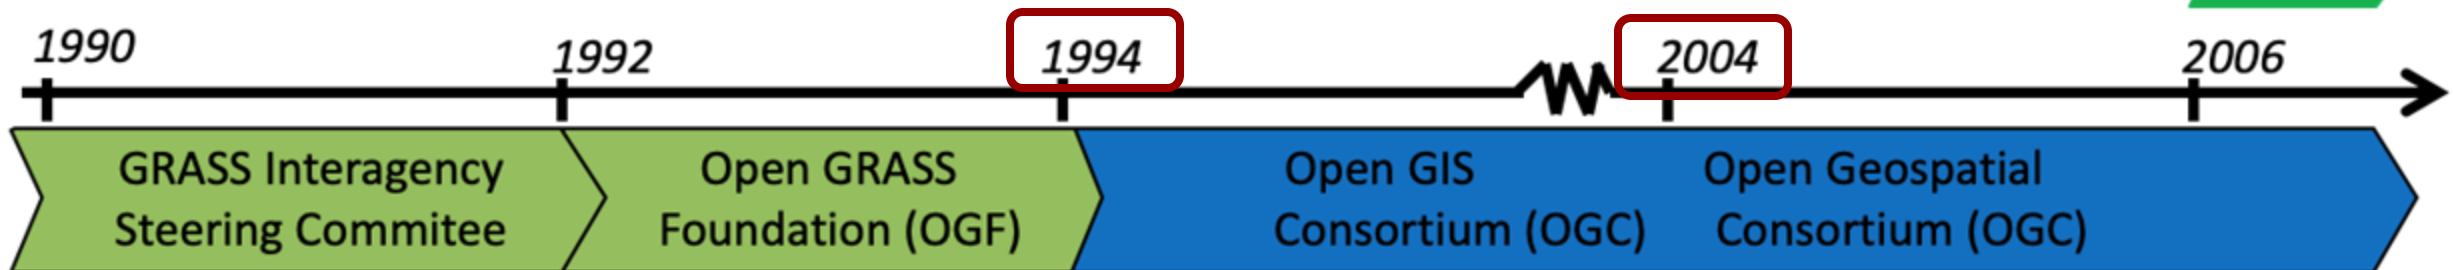 1990 1992 1994 2004 2006
GRASS Interagency Open GRASS Open GIS Open Geospatial
Steering Commitee Foundation (OGF) Consortium (OGC) Consortium (OGC)